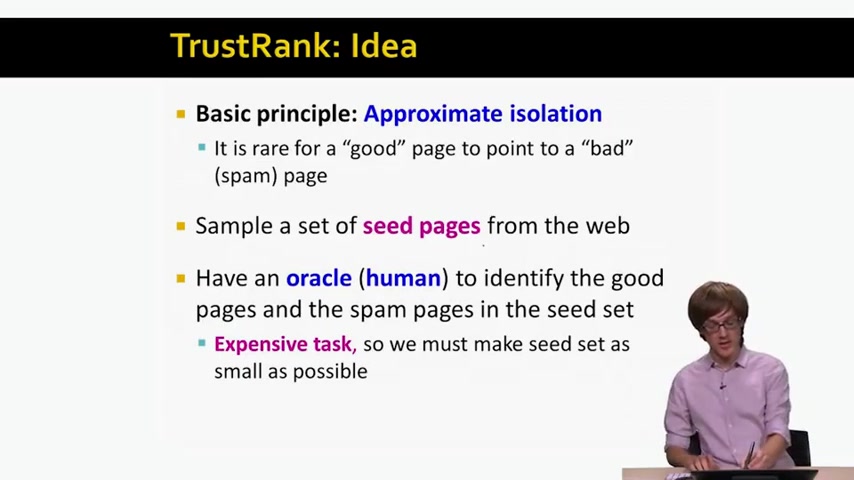 TrustRank: Idea
Basic principle: Approximate isolation
It is rare for a “good” page to point to a “bad”
(spam) page
Sample a set of seed pages from the web
Have an oracle (human) to identify the good
pages and the spam pages in the seed set
Expensive task, so we must make seed set as
small as possible